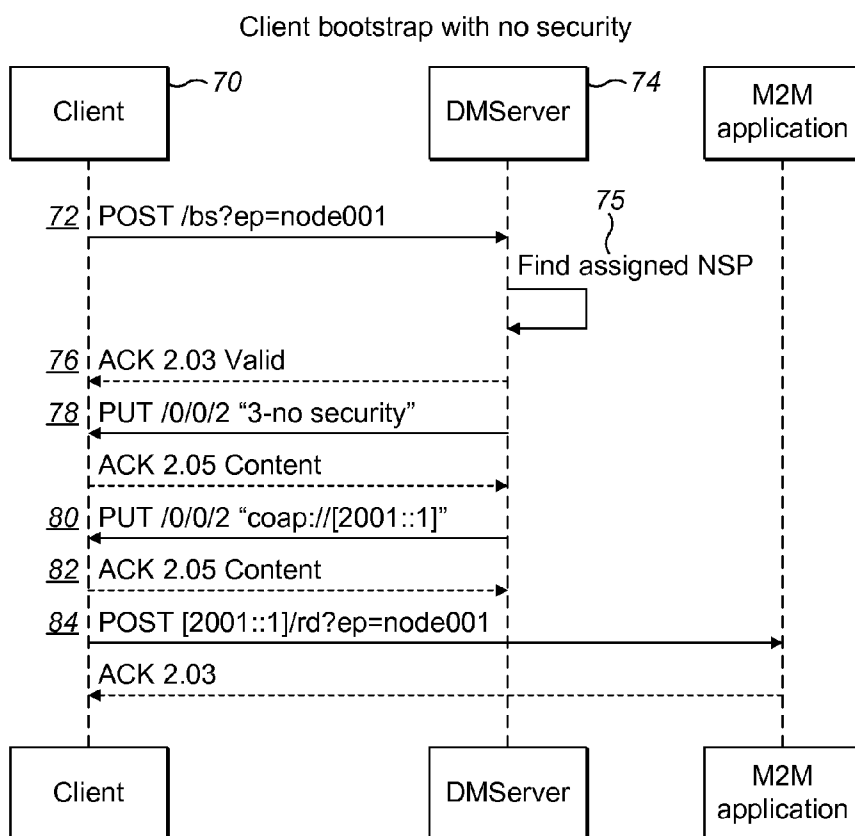 Client bootstrap with no security
70
74
Client
DMServer
M2M
application
72 POST /bs?ep=node001
75
Find assigned NSP
76 ACK 2.03 Valid
78 PUT /0/0/2 “3-no security”
ACK 2.05 Content
80 PUT /0/0/2 “coap://[2001::1]”
82 ACK 2.05 Content
84 POST [2001::1]/rd?ep=node001
ACK 2.03
Client
DMServer
M2M
application